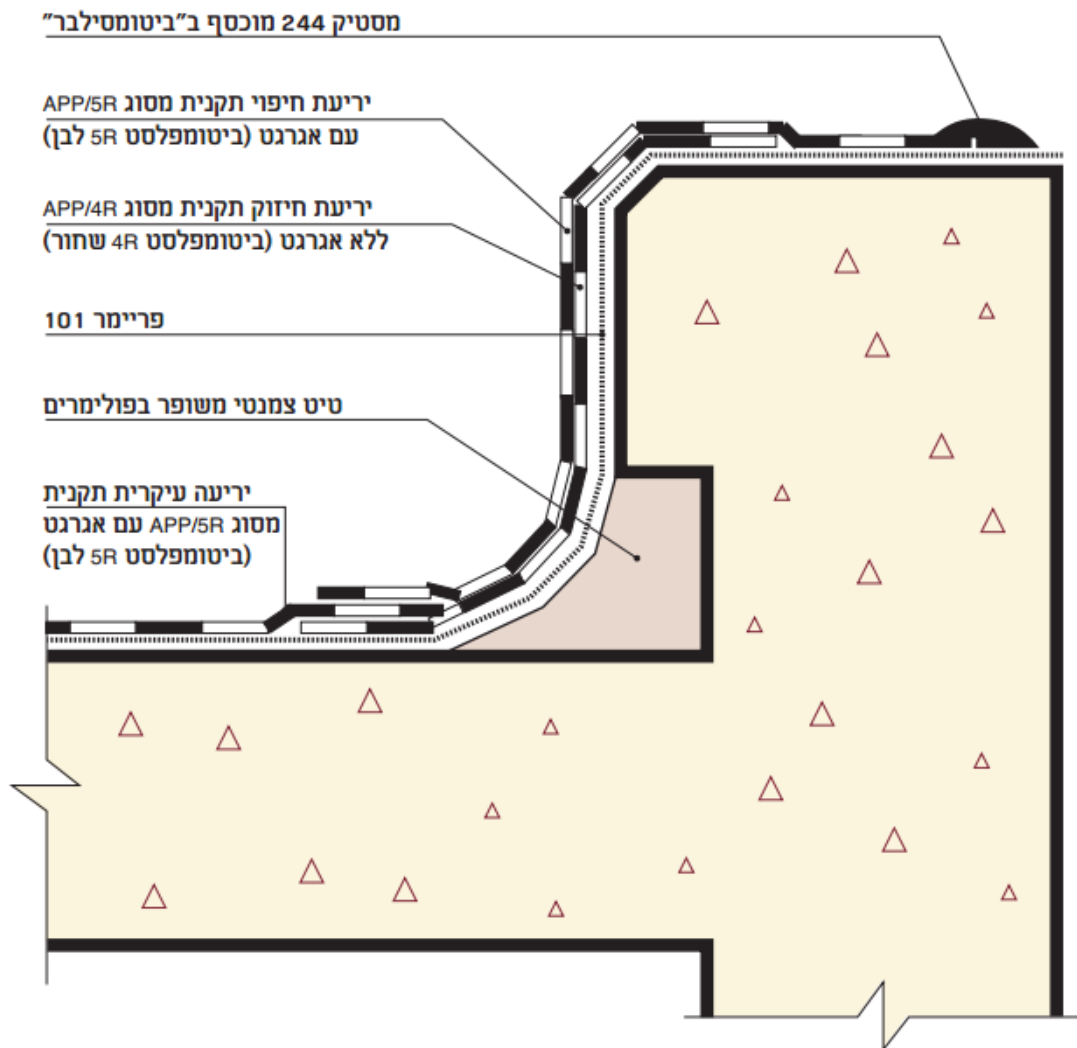 מסטיק 244 מוכסף ב"ביטומסילבר"
יריעת חיפוי תקנית מסוג APP/5R
עם אגרגט (ביטומפלסט 5R לבן)
יריעת חיזוק תקנית מסוג APP/4R
ללא אגרגט (ביטומפלסט 4R שחור)
פריימר 101
טיט צמנטי משופר בפולימרים
יריעה עיקרית תקנית
מסוג APP/5R עם אגרגט
(ביטומפלסט 5R לבן)